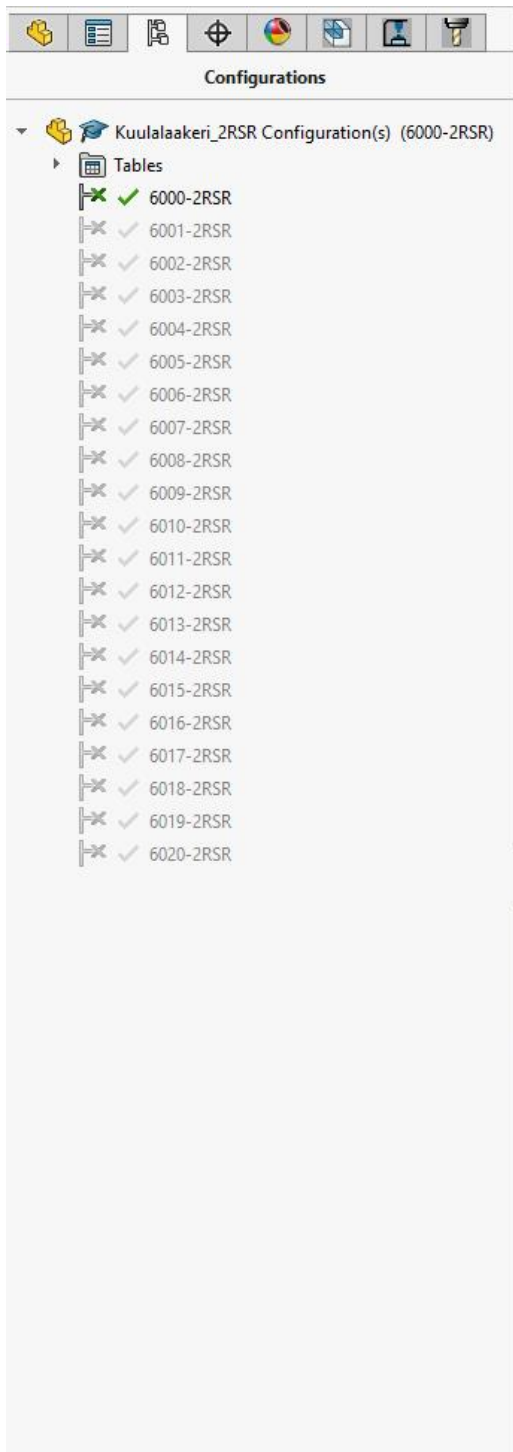 Configurations
Kuulalaakeri_2RSR Configuration(s) (6000-2RSR)
Tables
6000-2RSR
6001-2RSR
6002-2RSR
6003-2RSR
6004-2RSR
6005-2RSR
6006-2RSR
6007-2RSR
6008-2RSR
6009-2RSR
6010-2RSR
6011-2RSR
6012-2RSR
6013-2RSR
6014-2RSR
6015-2RSR
6016-2RSR
6017-2RSR
6018-2RSR
6019-2RSR
6020-2RSR